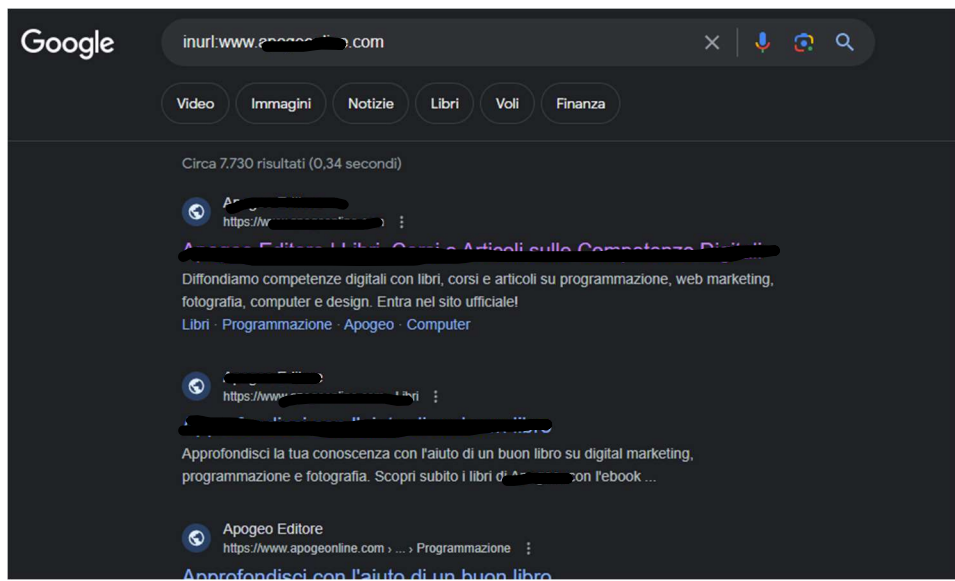 Google
inurl:www. .com
Video Immagini Notizie Libri Voli Finanza
Circa 7.730 risultati (0,34 secondi)
https://w
Diffondiamo competenze digitali con libri, corsi e articoli su programmazione, web marketing,
fotografia, computer e design. Entra nel sito ufficiale!
Libri · Programmazione · Apogeo · Computer
https://www
Approfondisci la tua conoscenza con l'aiuto di un buon libro su digital marketing,
programmazione e fotografia. Scopri subito i libri di con l'ebook ...
Apogeo Editore
https://www.apogeonline.com › ... › Programmazione
Approfondisci con l'aiuto di un buon libro